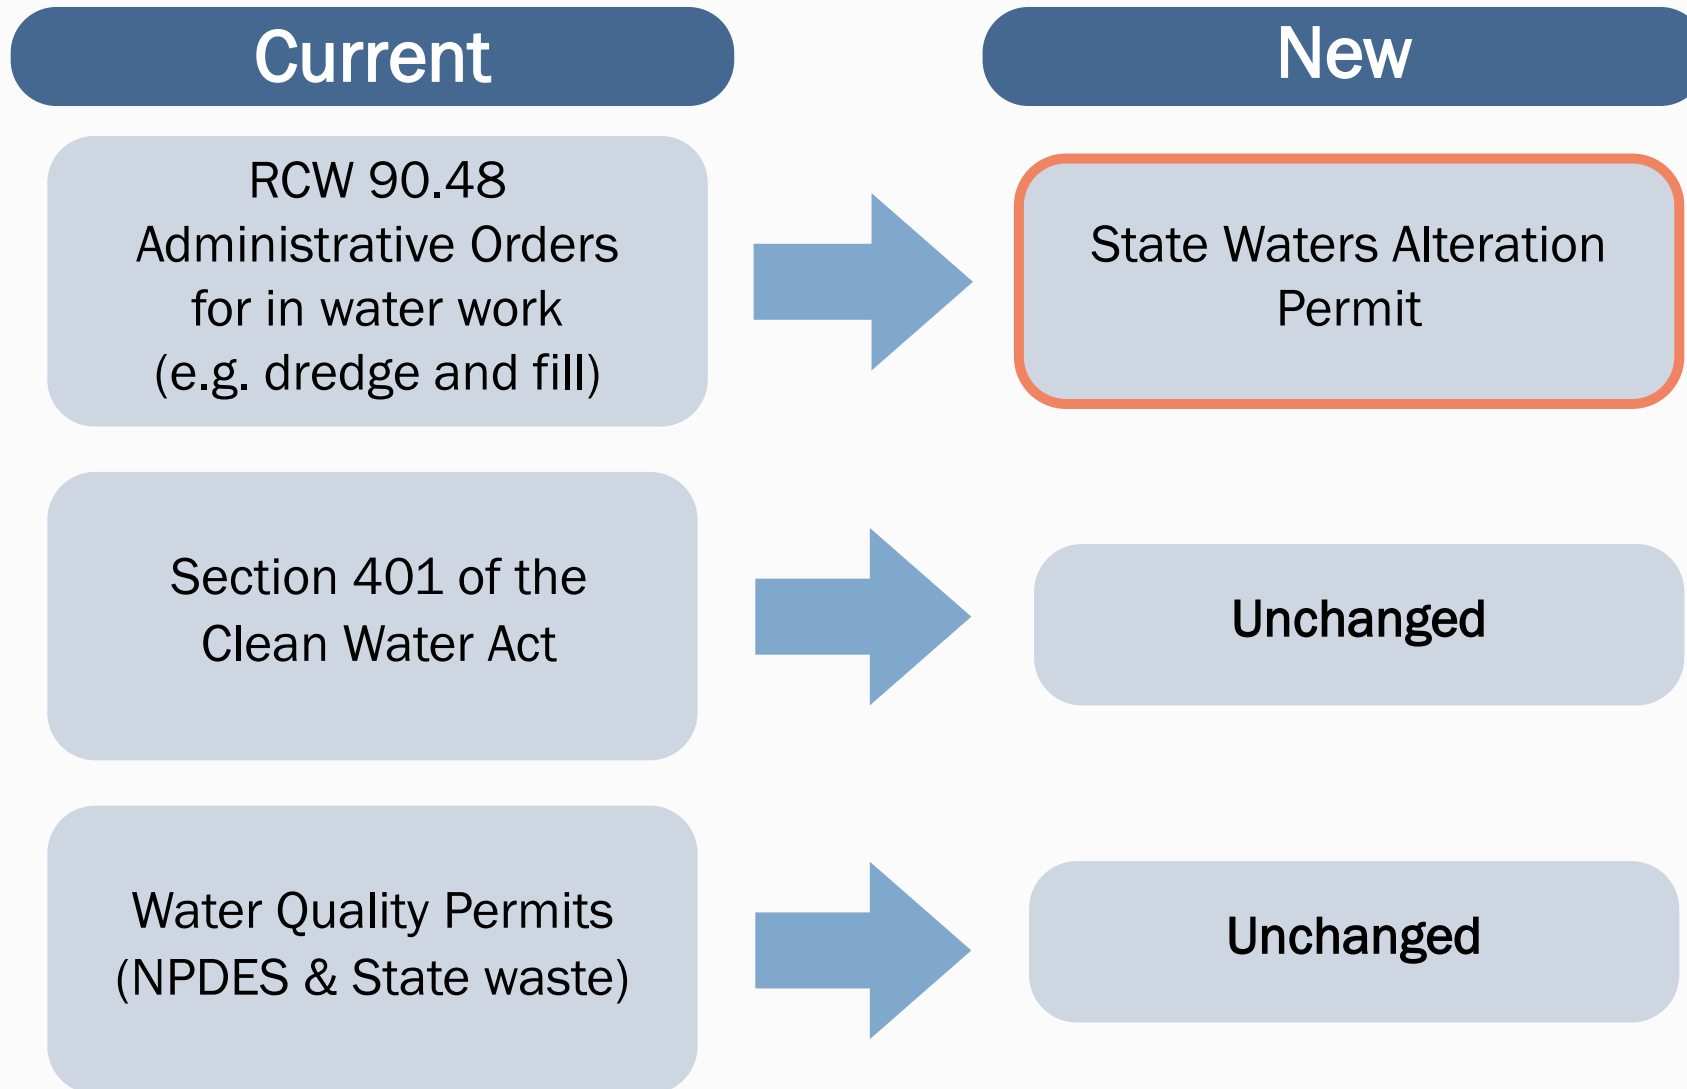 Current
New
RCW 90.48
Administrative Orders
for in water work
(e.g. dredge and fill)
State Waters Alteration
Permit
Section 401 of the
Clean Water Act
Unchanged
Water Quality Permits
(NPDES & State waste)
Unchanged